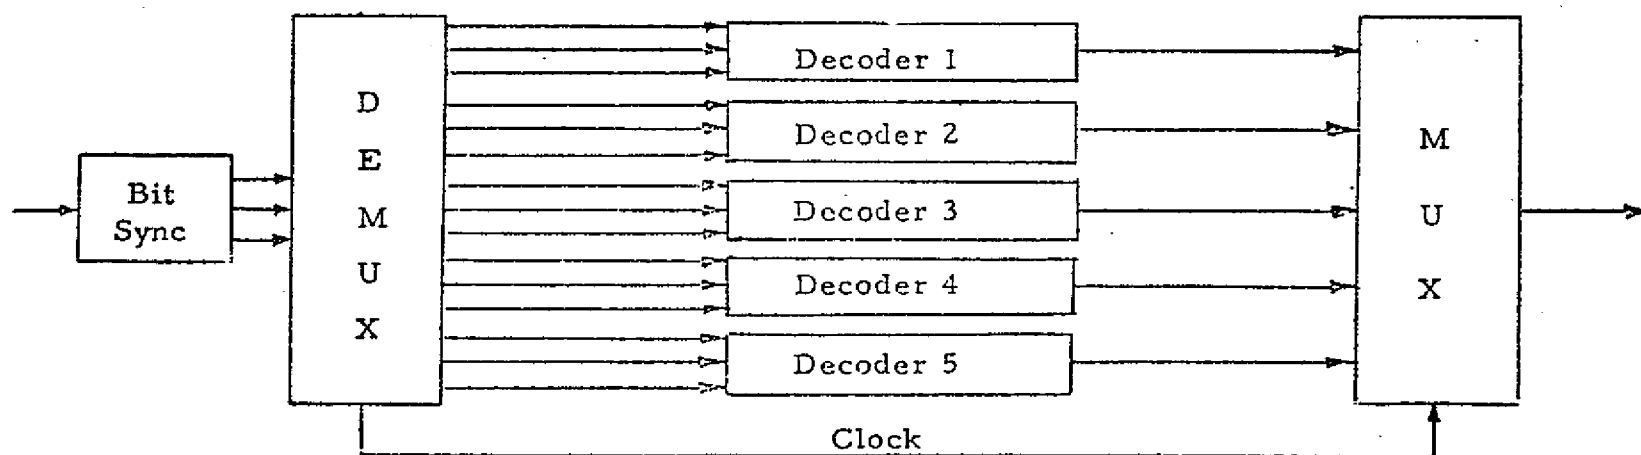 Bit
Sync
D
E
M
U
X
Decoder 1
Decoder 2
Decoder 3
Decoder 4
Decoder 5
M
U
X
Clock